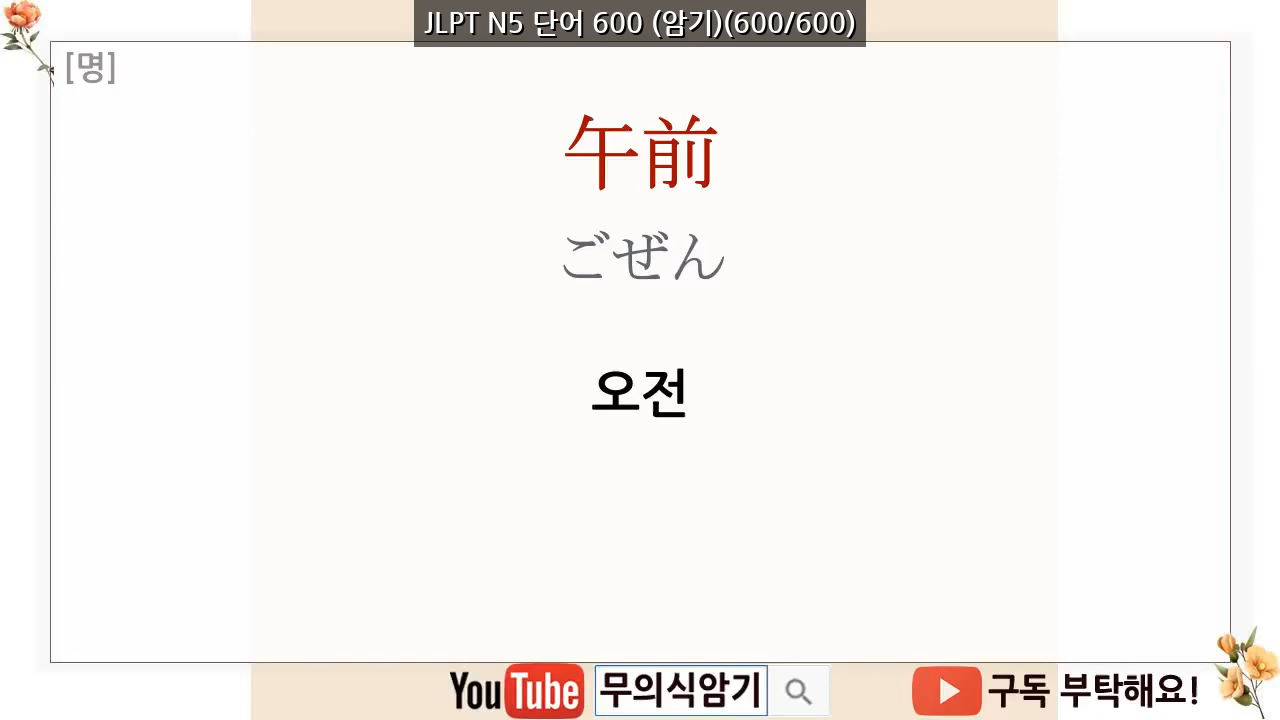 JLPT N5 단어 600 (암기)(600/600)
[명]
午前
ごぜん
오전
YouTube 무의식암기 구독 부탁해요!